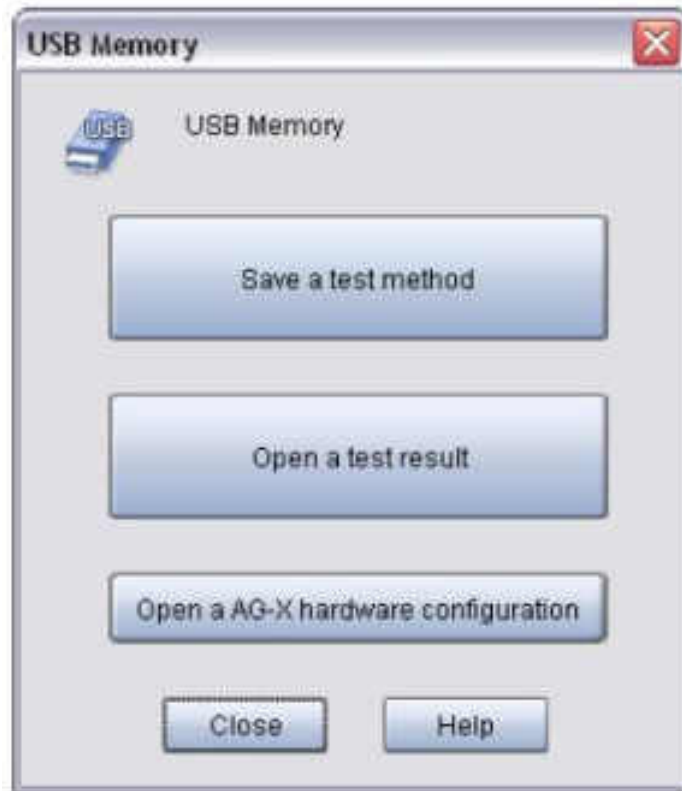 USB Memory
USB
USB Memory
Save a test method
Open a test result
Open a AG-X hardware configuration
Close
Help